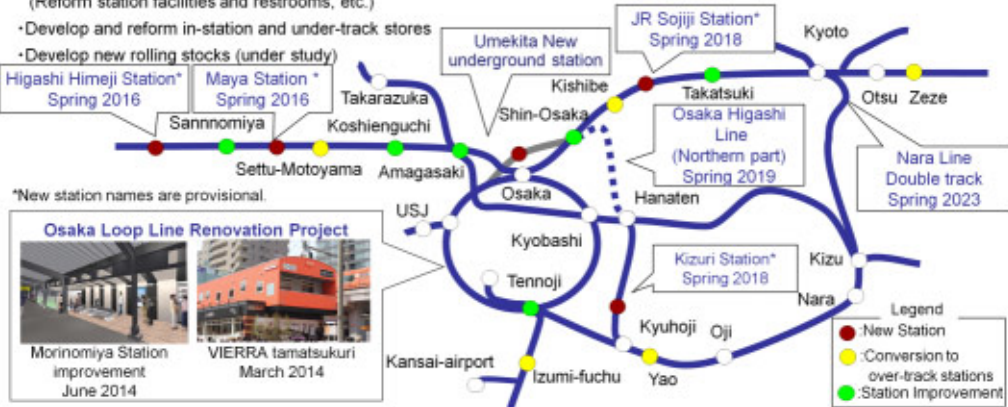 (Reform station facilities and restrooms, etc.)
・Develop and reform in-station and under-track stores
・Develop new rolling stocks (under study)
Higashi Himeji Station*
Spring 2016
Maya Station *
Spring 2016
Umekita New
underground station
JR Sojiji Station*
Spring 2018
Kyoto
Takarazuka
Kishibe
Takatsuki
Otsu
Zeze
Sannnomiya
Koshienguchi
Shin-Osaka
Osaka Higashi
Line
(Northern part)
Spring 2019
Settu-Motoyama
Amagasaki
Nara Line
Double track
Spring 2023
*New station names are provisional.
Osaka
Hanaten
USJ
Osaka Loop Line Renovation Project
Kyobashi
Kizuri Station*
Spring 2018
Kizu
Tennoji
Nara
Morinomiya Station
improvement
June 2014
VIERRA tamatsukuri
March 2014
Kansai-airport
Izumi-fuchu
Kyuhoji
Oji
Yao
Legend
:New Station
:Conversion to
over-track stations
:Station Improvement